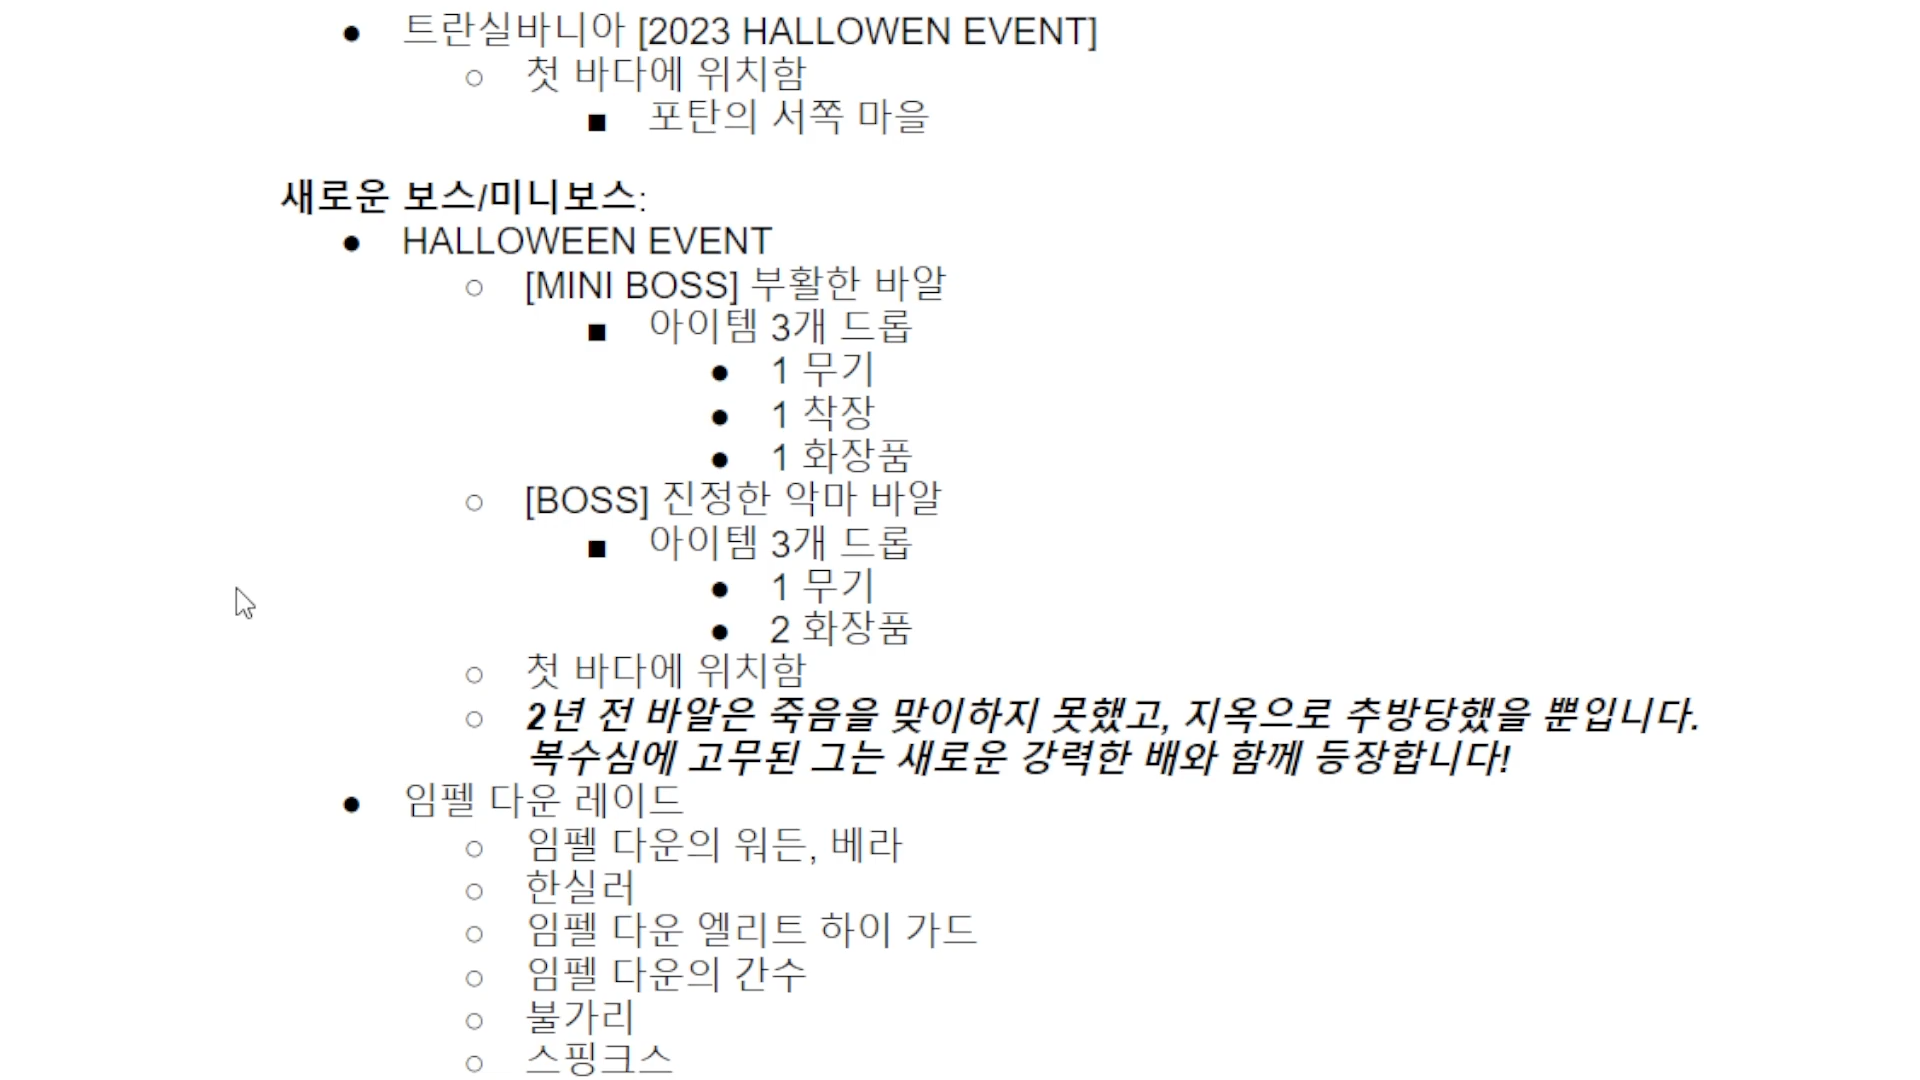 ● 트란실바니아 [2023 HALLOWEN EVENT]
○ 첫 바다에 위치함
■ 포탄의 서쪽 마을
새로운 보스/미니보스:
● HALLOWEEN EVENT
○ [MINI BOSS] 부활한 바알
■ 아이템 3개 드롭
● 1 무기
● 1 착장
● 1 화장품
○ [BOSS] 진정한 악마 바알
■ 아이템 3개 드롭
● 1 무기
● 2 화장품
○ 첫 바다에 위치함
○ 2년 전 바알은 죽음을 맞이하지 못했고, 지옥으로 추방당했을 뿐입니다.
복수심에 고무된 그는 새로운 강력한 배와 함께 등장합니다!
● 임펠 다운 레이드
○ 임펠 다운의 워든, 베라
○ 한실러
○ 임펠 다운 엘리트 하이 가드
○ 임펠 다운의 간수
○ 불가리
○ 스핑크스